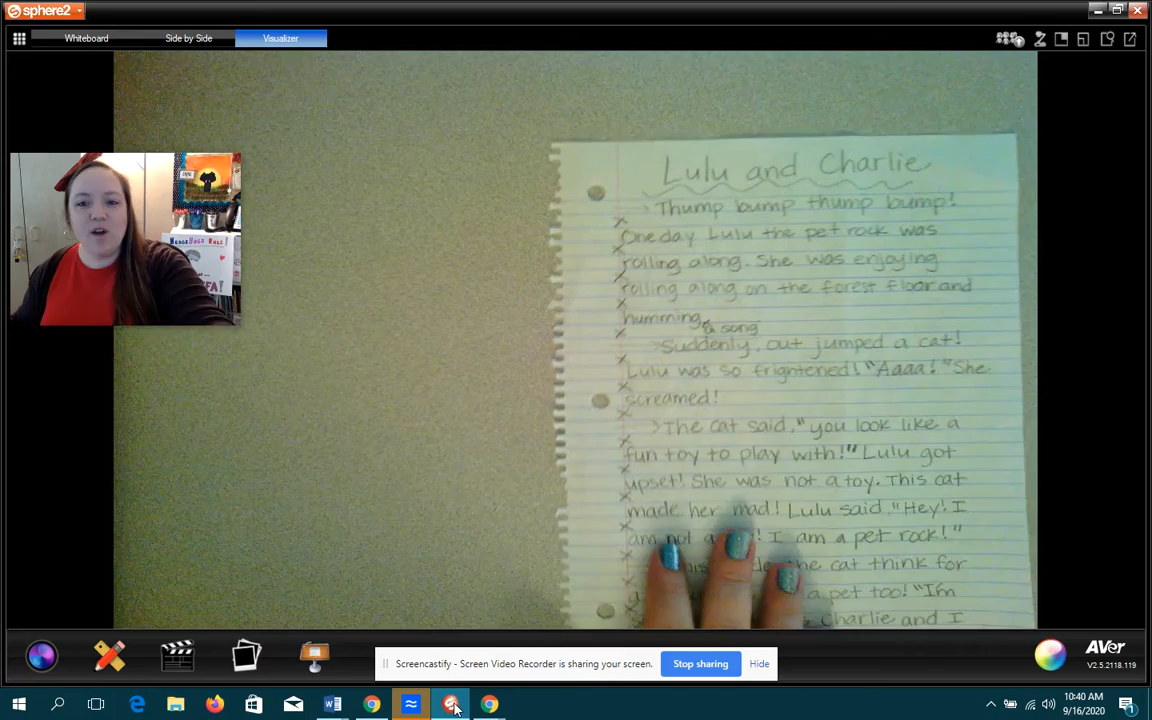 sphere2
Whiteboard
Side by Side
Visualizer
Lulu and Charlie
Thump bump thump bump!
One day Lulu the pet rock was
rolling along. She was enjoying
rolling along on the forest floor and
humming a song
Suddenly, out jumped a cat!
Lulu was so frightened! "Aaaa!" She
screamed!
The cat said, "you look like a
fun toy to play with!" Lulu got
upset! She was not a toy. This cat
made her mad! Lulu said, "Hey! I
am not a ! I am a pet rock!"
the cat think for
a pet too! "I'm
Charlie and I
Screencastify - Screen Video Recorder is sharing your screen.
Stop sharing
Hide
AVer
V2.5.2118.119
10:40 AM
9/16/2020
1